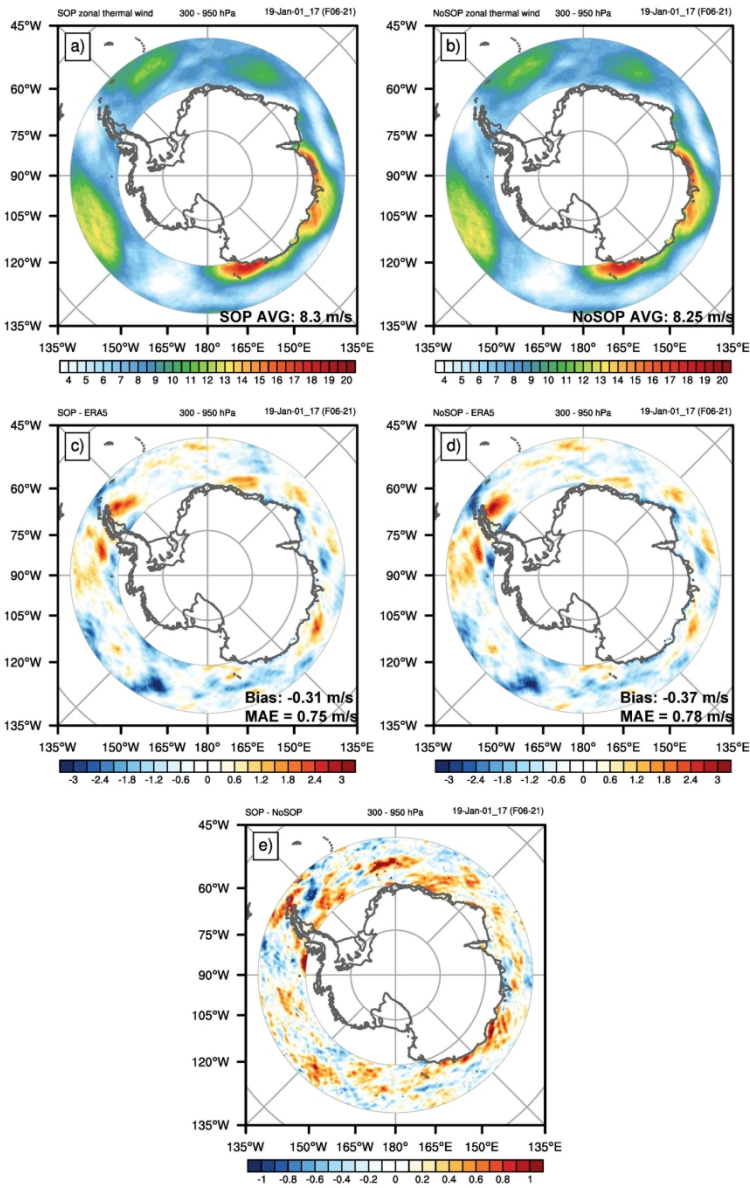 SOP zonal thermal wind 300 - 950 hPa 19-Jan-01_17 (F06-21)
a)
60°W
75°W
90°W
105°W
120°W
135°W
SOP AVG: 8.3 m/s
135°W 150°W 165°W 180° 165°E 150°E 135°E
4 5 6 7 8 9 10 11 12 13 14 15 16 17 18 19 20
NoSOP zonal thermal wind 300 - 950 hPa 19-Jan-01_17 (F06-21)
b)
45°W
60°W
75°W
90°W
105°W
120°W
135°W
NoSOP AVG: 8.25 m/s
135°W 150°W 165°W 180° 165°E 150°E 135°E
4 5 6 7 8 9 10 11 12 13 14 15 16 17 18 19 20
SOP - ERA5 300 - 950 hPa 19-Jan-01_17 (F06-21)
c)
45°W
60°W
75°W
90°W
105°W
120°W
135°W
Bias: -0.31 m/s
MAE = 0.75 m/s
135°W 150°W 165°W 180° 165°E 150°E 135°E
-3 -2.4 -1.8 -1.2 -0.6 0 0.6 1.2 1.8 2.4 3
NoSOP - ERA5 300 - 950 hPa 19-Jan-01_17 (F06-21)
d)
45°W
60°W
75°W
90°W
105°W
120°W
135°W
Bias: -0.37 m/s
MAE = 0.78 m/s
135°W 150°W 165°W 180° 165°E 150°E 135°E
-3 -2.4 -1.8 -1.2 -0.6 0 0.6 1.2 1.8 2.4 3
SOP - NoSOP 300 - 950 hPa 19-Jan-01_17 (F06-21)
e)
45°W
60°W
75°W
90°W
105°W
120°W
135°W
135°W 150°W 165°W 180° 165°E 150°E 135°E
-1 -0.8 -0.6 -0.4 -0.2 0 0.2 0.4 0.6 0.8 1